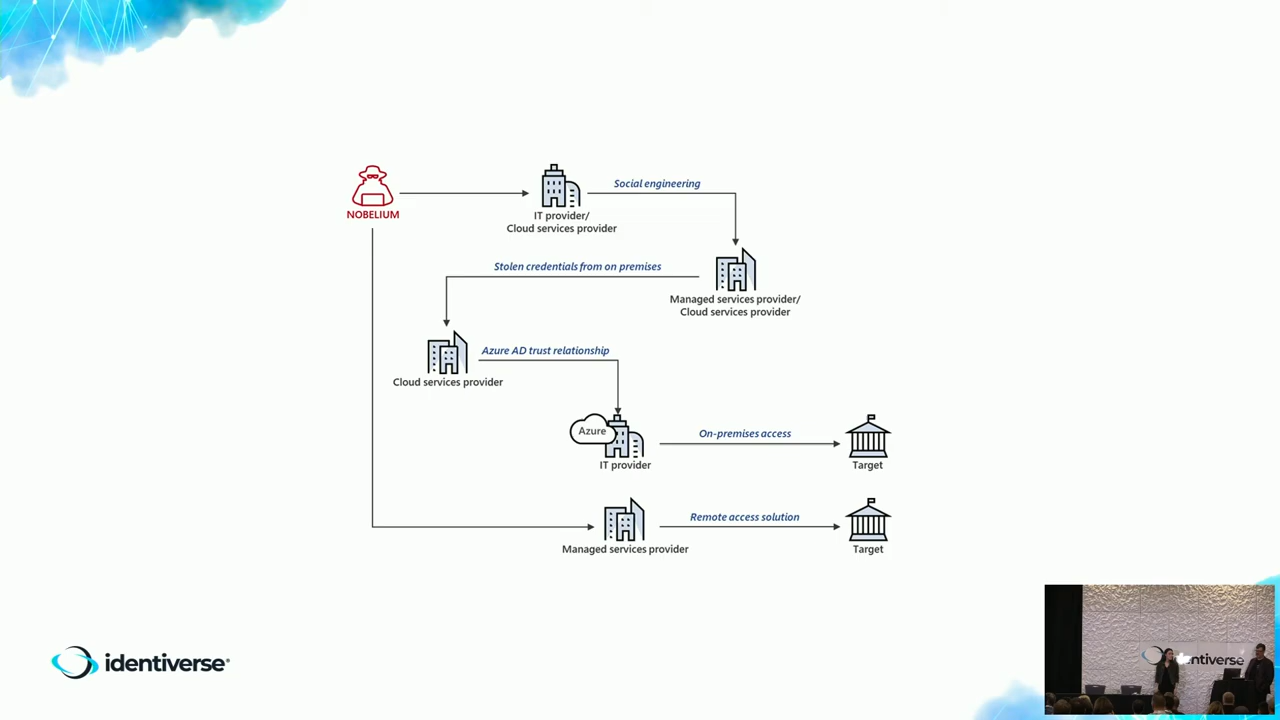 NOBELIUM
IT provider/
Cloud services provider
Social engineering
Stolen credentials from on premises
Managed services provider/
Cloud services provider
Cloud services provider
Azure AD trust relationship
Azure
IT provider
On-premises access
Target
Managed services provider
Remote access solution
Target
identiverse®
identiverse